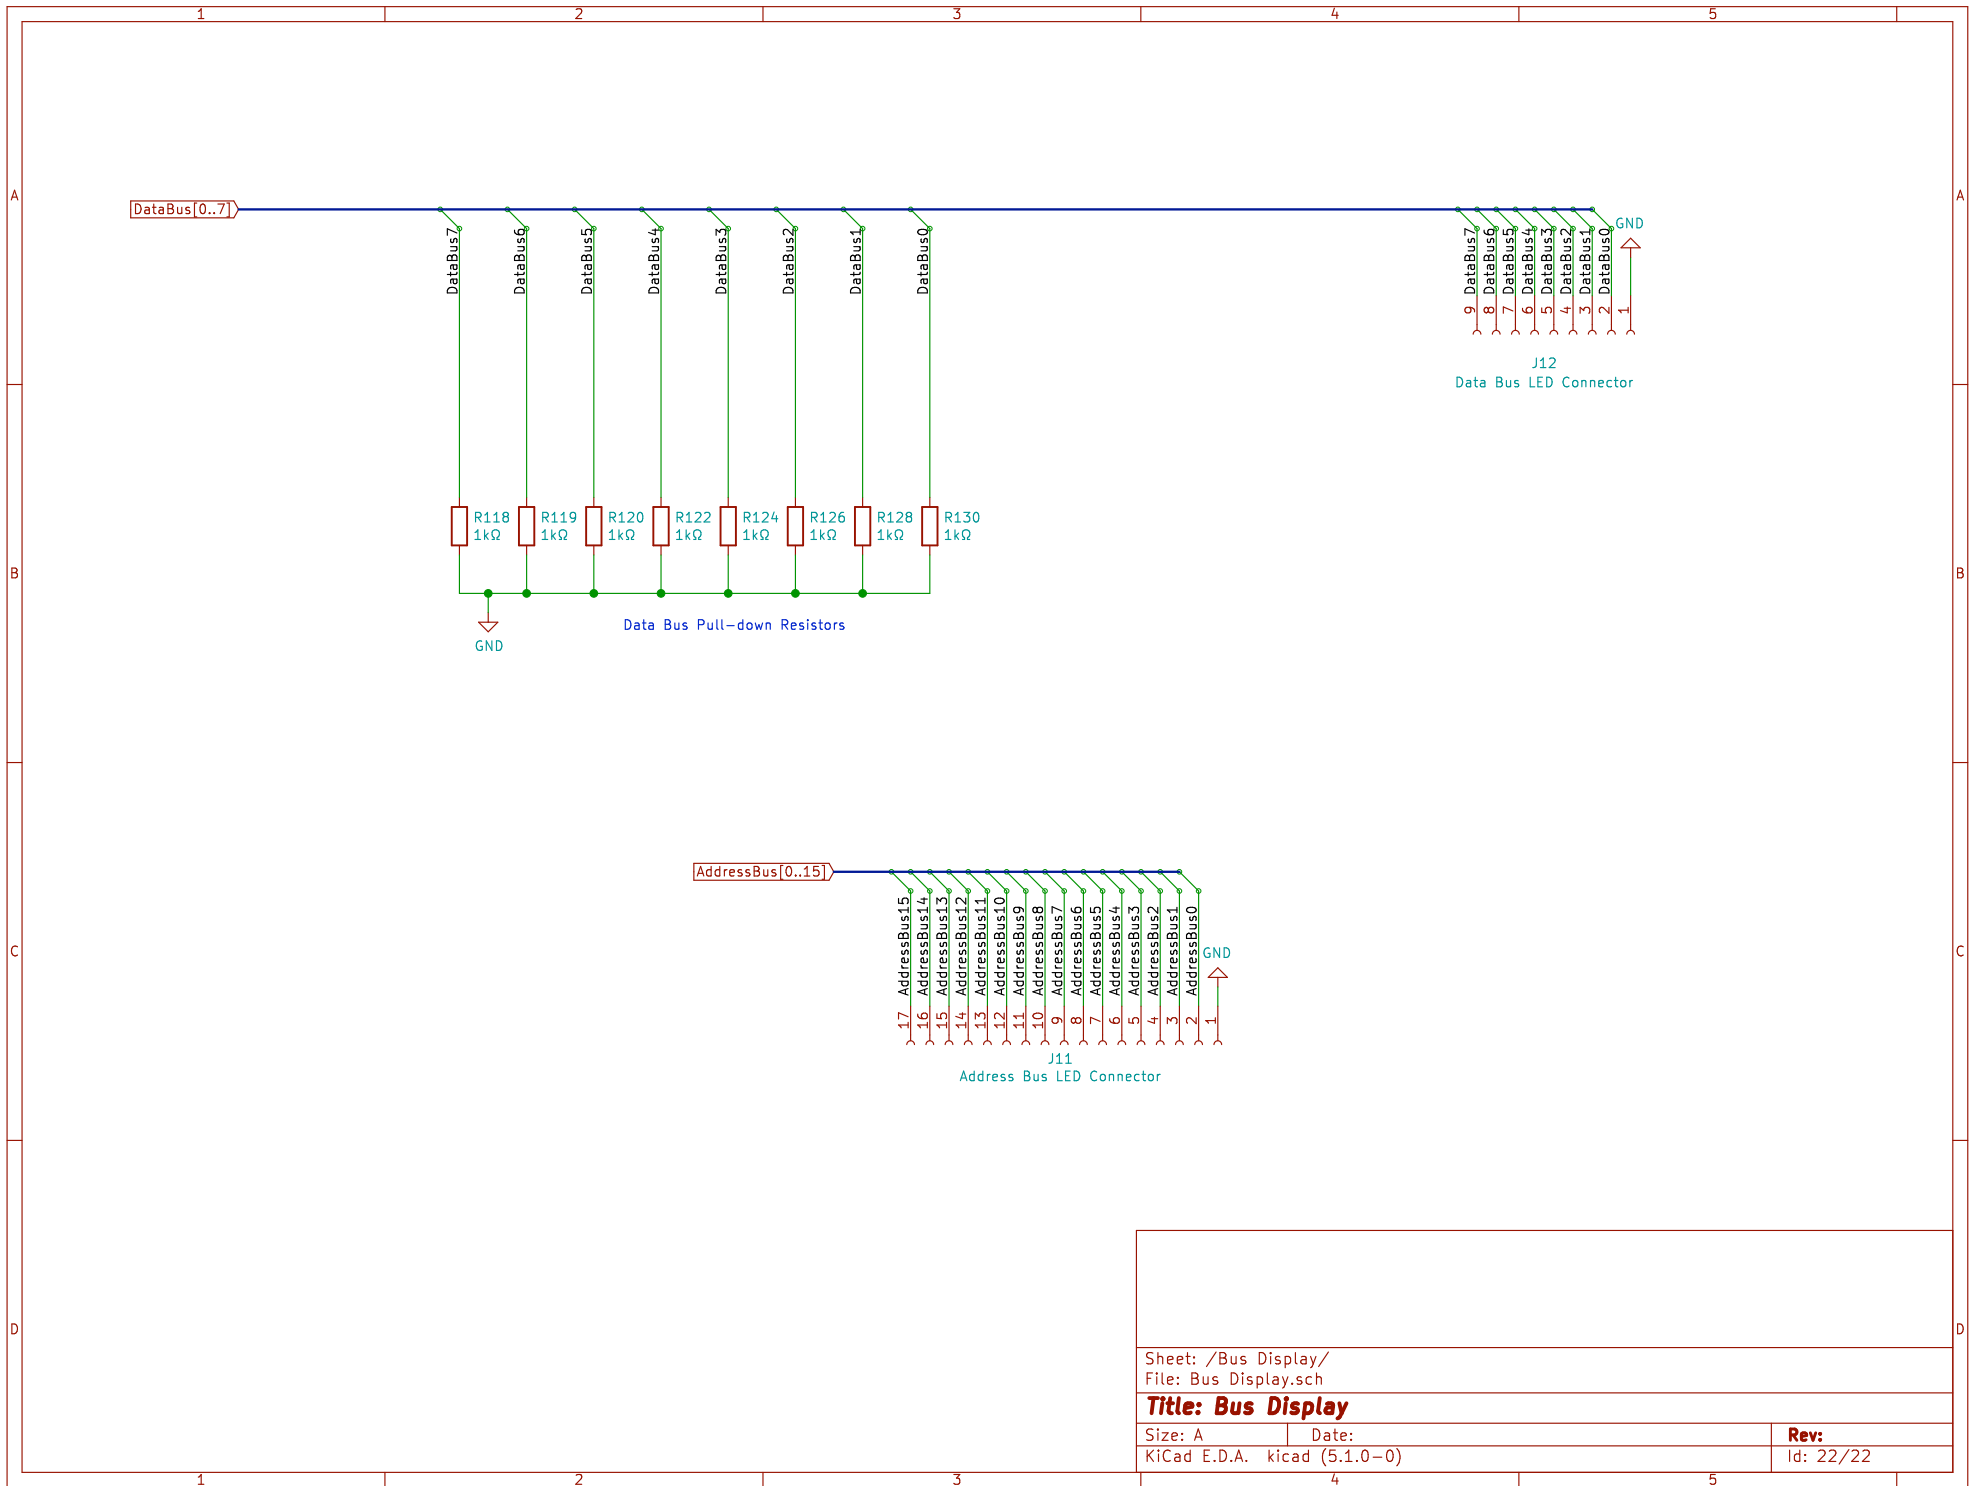 1 2 3 4 5
A A
DataBus[0..7]
GND
DataBus7 DataBus6 DataBus5 DataBus4 DataBus3 DataBus2 DataBus1 DataBus0
DataBus7 DataBus6 DataBus5 DataBus4 DataBus3 DataBus2 DataBus1 DataBus0
9 8 7 6 5 4 3 2 1
J12
Data Bus LED Connector
R118 R119 R120 R122 R124 R126 R128 R130
1kΩ 1kΩ 1kΩ 1kΩ 1kΩ 1kΩ 1kΩ 1kΩ
B B
Data Bus Pull-down Resistors
GND
AddressBus[0..15]
AddressBus15 AddressBus14 AddressBus13 AddressBus12 AddressBus11 AddressBus10 AddressBus9 AddressBus8 AddressBus7 AddressBus6 AddressBus5 AddressBus4 AddressBus3 AddressBus2 AddressBus1 AddressBus0
GND
C C
17 16 15 14 13 12 11 10 9 8 7 6 5 4 3 2 1
J11
Address Bus LED Connector
D D
Sheet: /Bus Display/
File: Bus Display.sch
Title: Bus Display
Size: A Date: Rev:
KiCad E.D.A. kicad (5.1.0-0) Id: 22/22
1 2 3 4 5